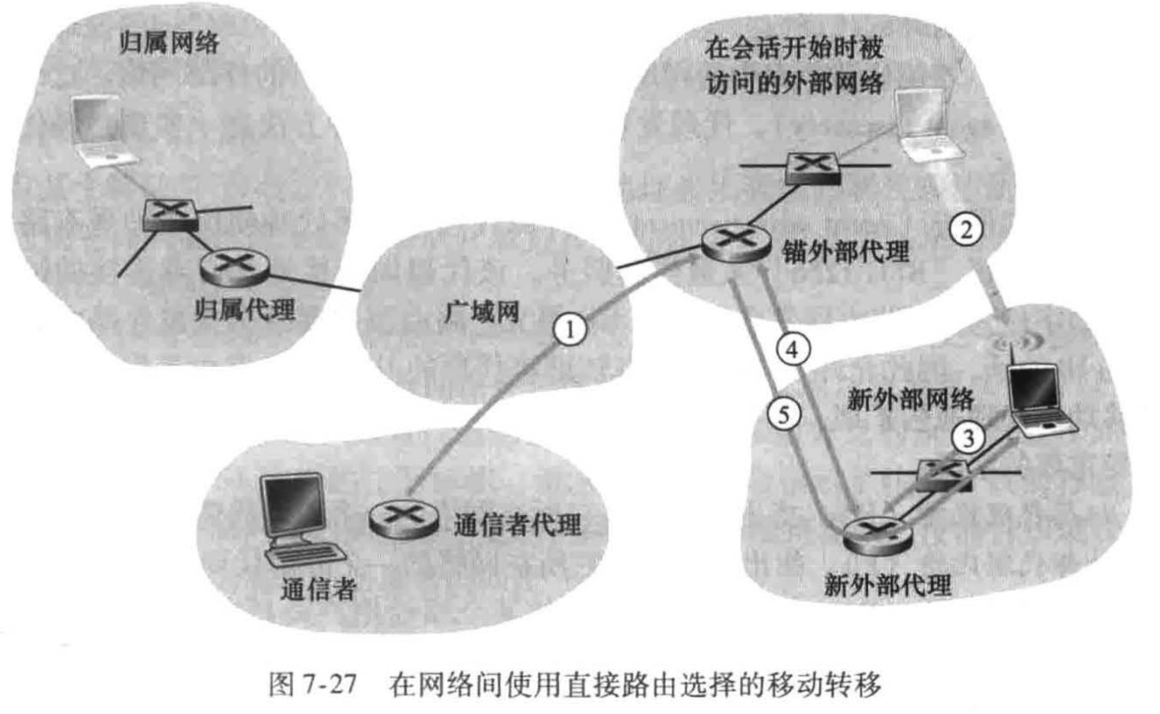 归属网络
在会话开始时被
访问的外部网络
②
锚外部代理
归属代理
广域网
①
④
新外部网络
⑤
③
通信者代理
通信者
新外部代理
图 7-27 在网络间使用直接路由选择的移动转移